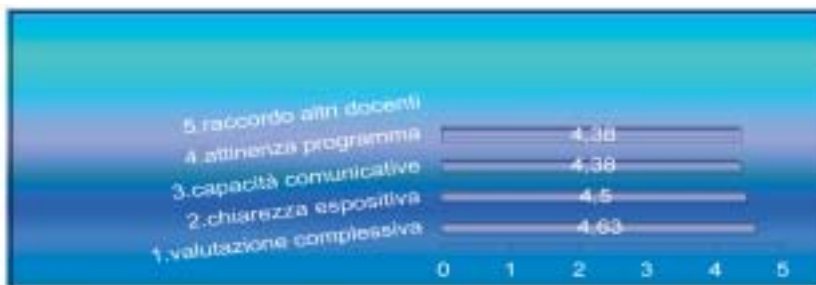 5.raccordo altri docenti
4.attinenza programma 4,38
3.capacità comunicative 4,38
2.chiarezza espositiva 4,5
1.valutazione complessiva 4,63
0 1 2 3 4 5